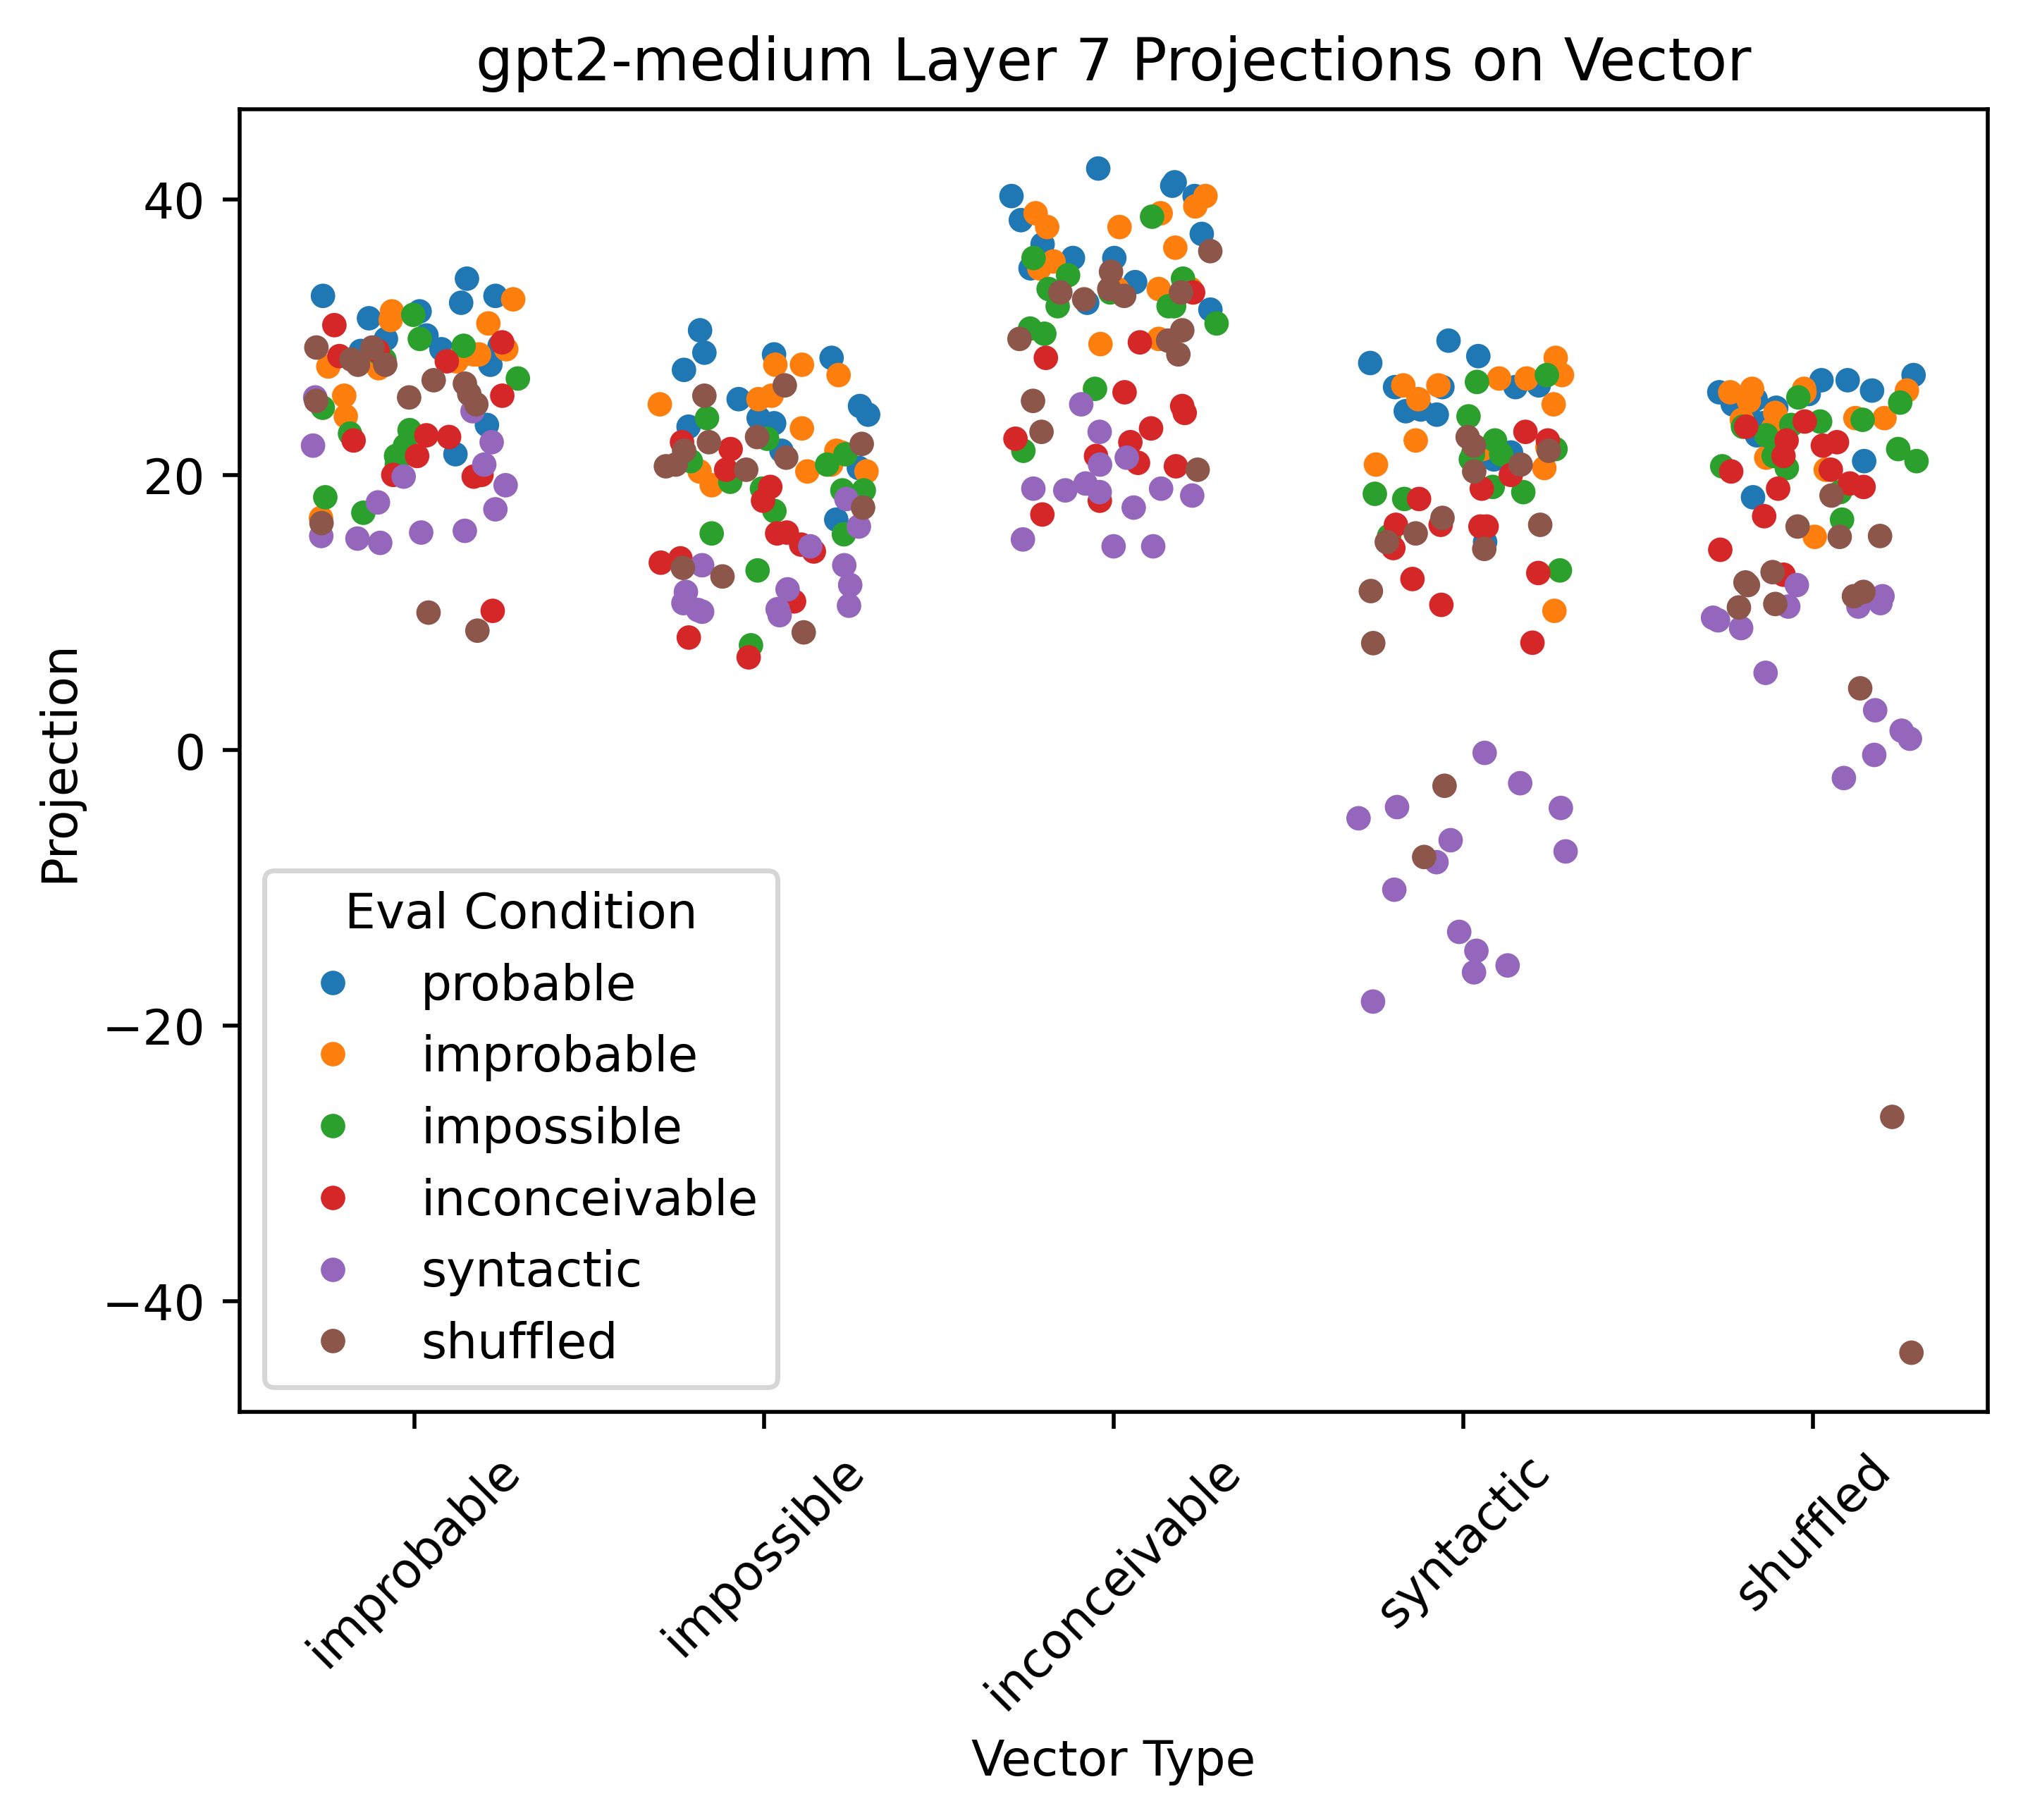 gpt2-medium Layer 7 Projections on Vector
40
20
0
−20
−40
Projection
Eval Condition
probable
improbable
impossible
inconceivable
syntactic
shuffled
improbable
impossible
inconceivable
syntactic
shuffled
Vector Type